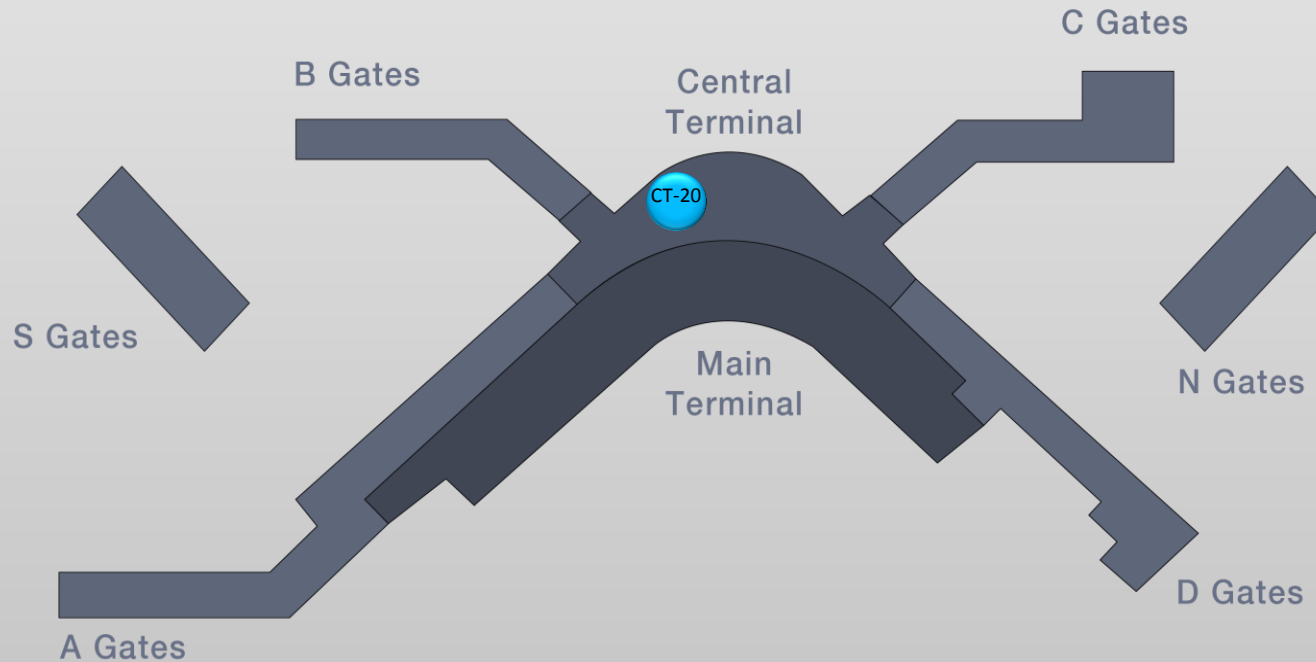 C Gates
B Gates
Central
Terminal
CT-20
S Gates
Main
Terminal
N Gates
D Gates
A Gates